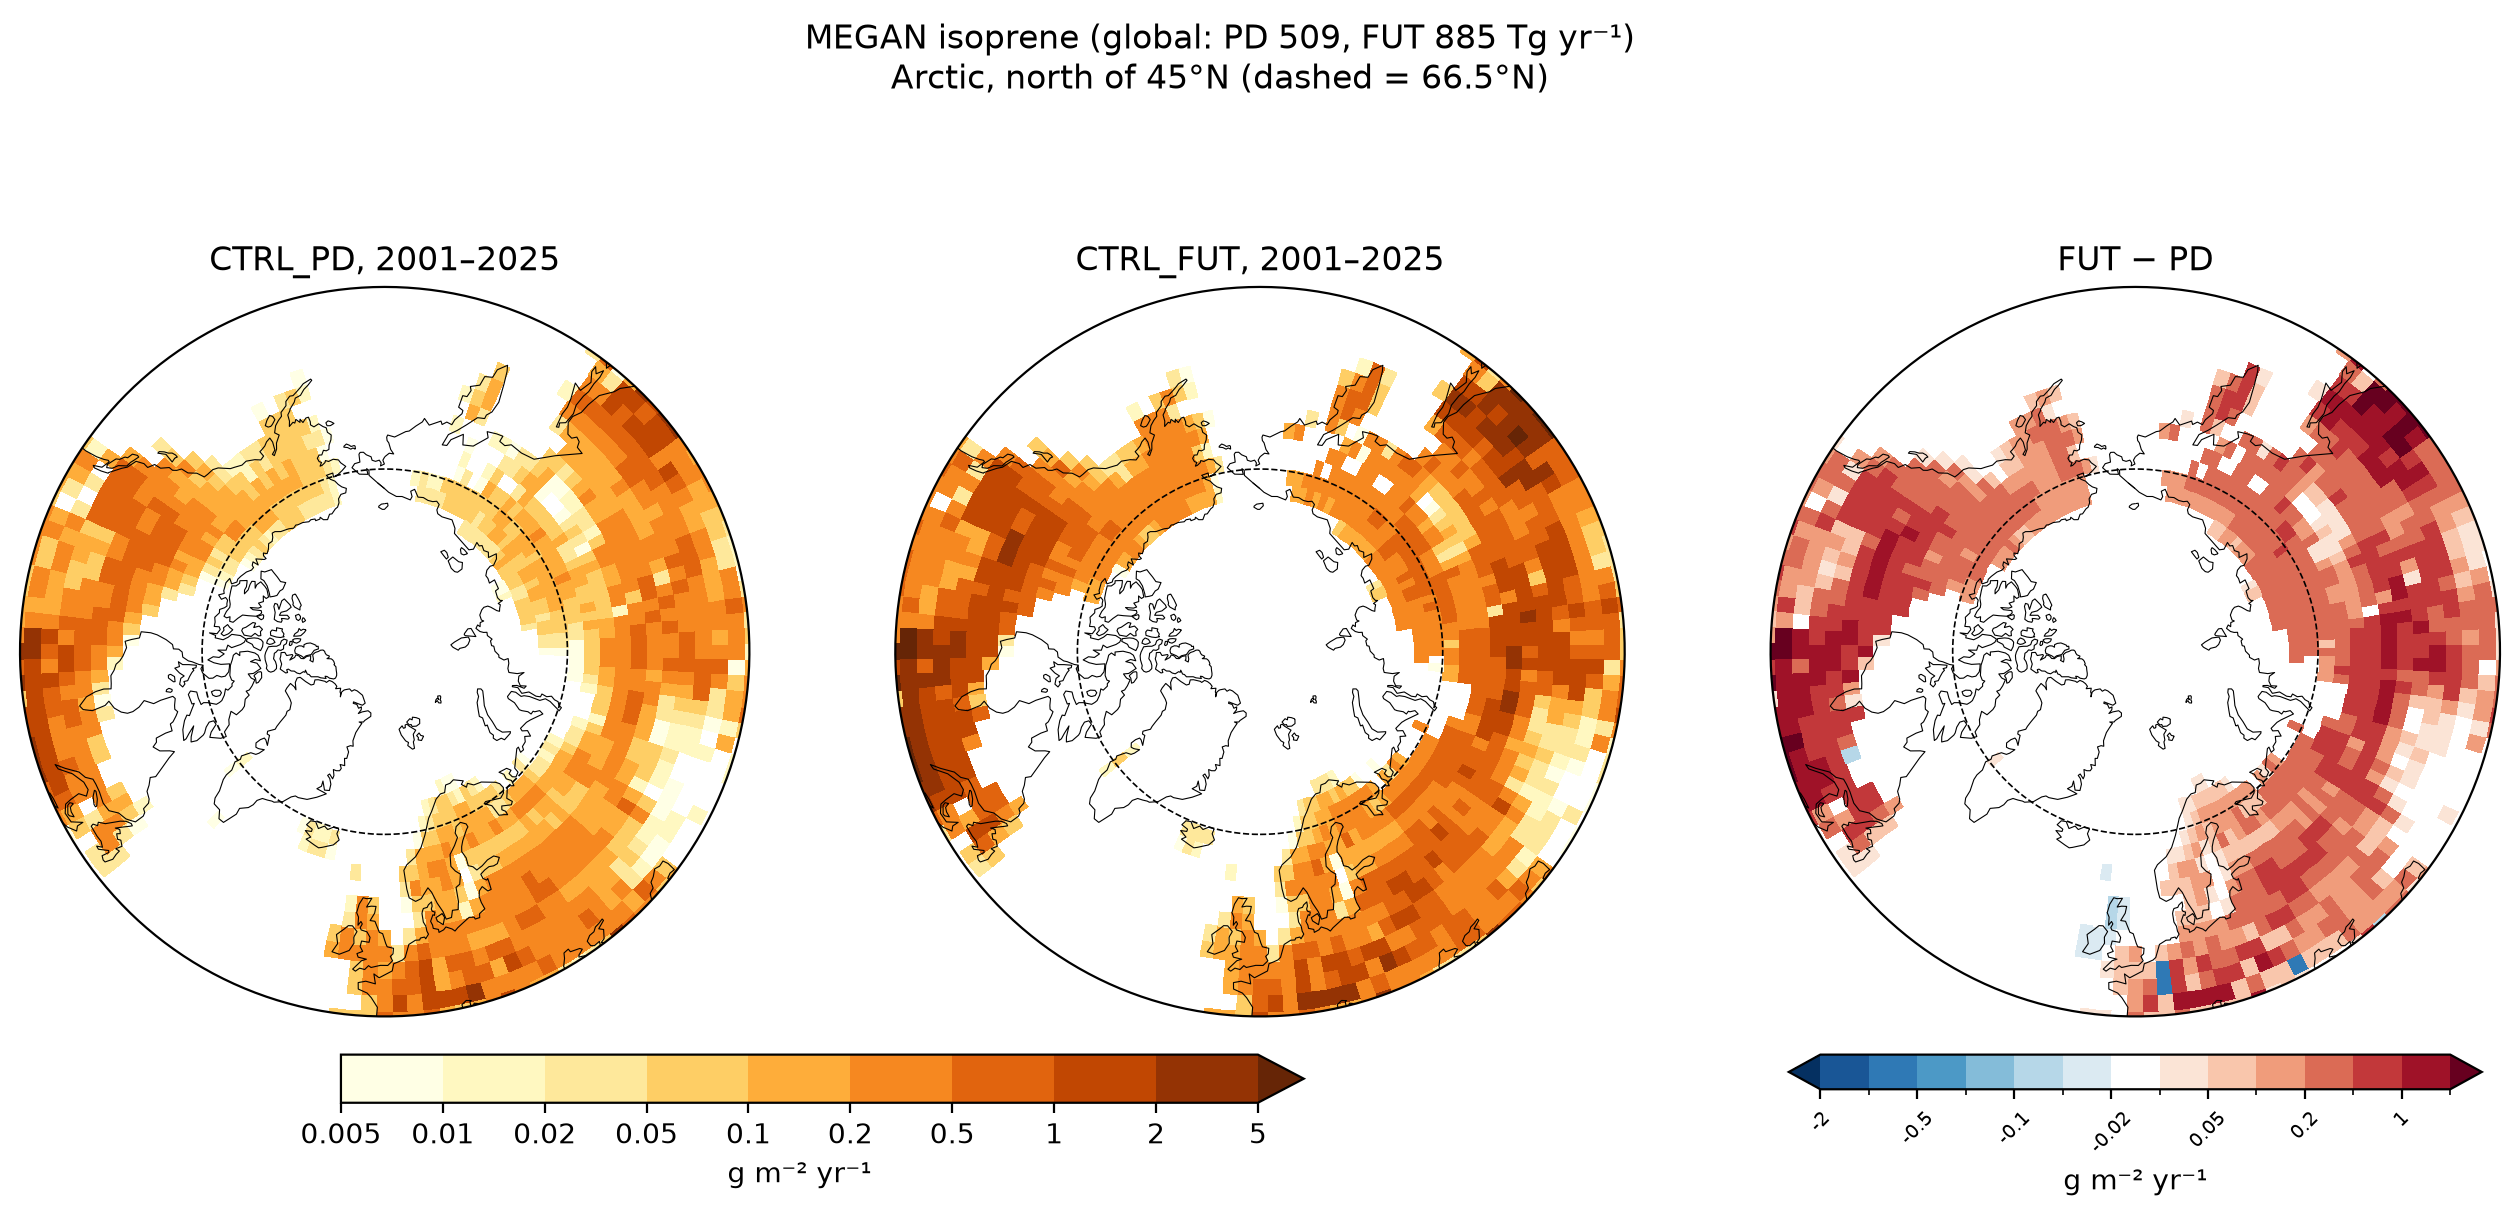 MEGAN isoprene (global: PD 509, FUT 885 Tg yr⁻¹)
Arctic, north of 45°N (dashed = 66.5°N)
CTRL_PD, 2001–2025
CTRL_FUT, 2001–2025
FUT − PD
0.005 0.01 0.02 0.05 0.1 0.2 0.5 1 2 5
g m⁻² yr⁻¹
-2 -0.5 -0.1 -0.02 0.05 0.2 1
g m⁻² yr⁻¹